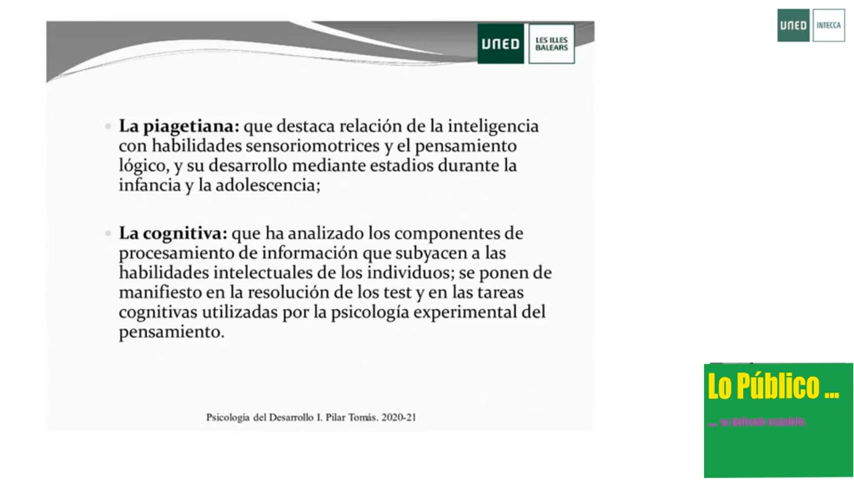 UNED
LES ILLES
BALEARS
UNED
INTECCA
La piagetiana: que destaca relación de la inteligencia
con habilidades sensoriomotrices y el pensamiento
lógico, y su desarrollo mediante estadios durante la
infancia y la adolescencia;
La cognitiva: que ha analizado los componentes de
procesamiento de información que subyacen a las
habilidades intelectuales de los individuos; se ponen de
manifiesto en la resolución de los test y en las tareas
cognitivas utilizadas por la psicología experimental del
pensamiento.
Psicología del Desarrollo I. Pilar Tomás. 2020-21
Lo Público ...